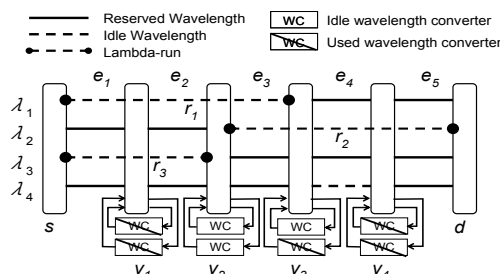 Reserved Wavelength
Idle Wavelength
Lambda-run
WC Idle wavelength converter
WC Used wavelength converter
e1 e2 e3 e4 e5
λ1 r1
λ2 r2
λ3 r3
λ4
WC WC WC WC
s d
WC WC WC WC
v1 v2 v3 v4